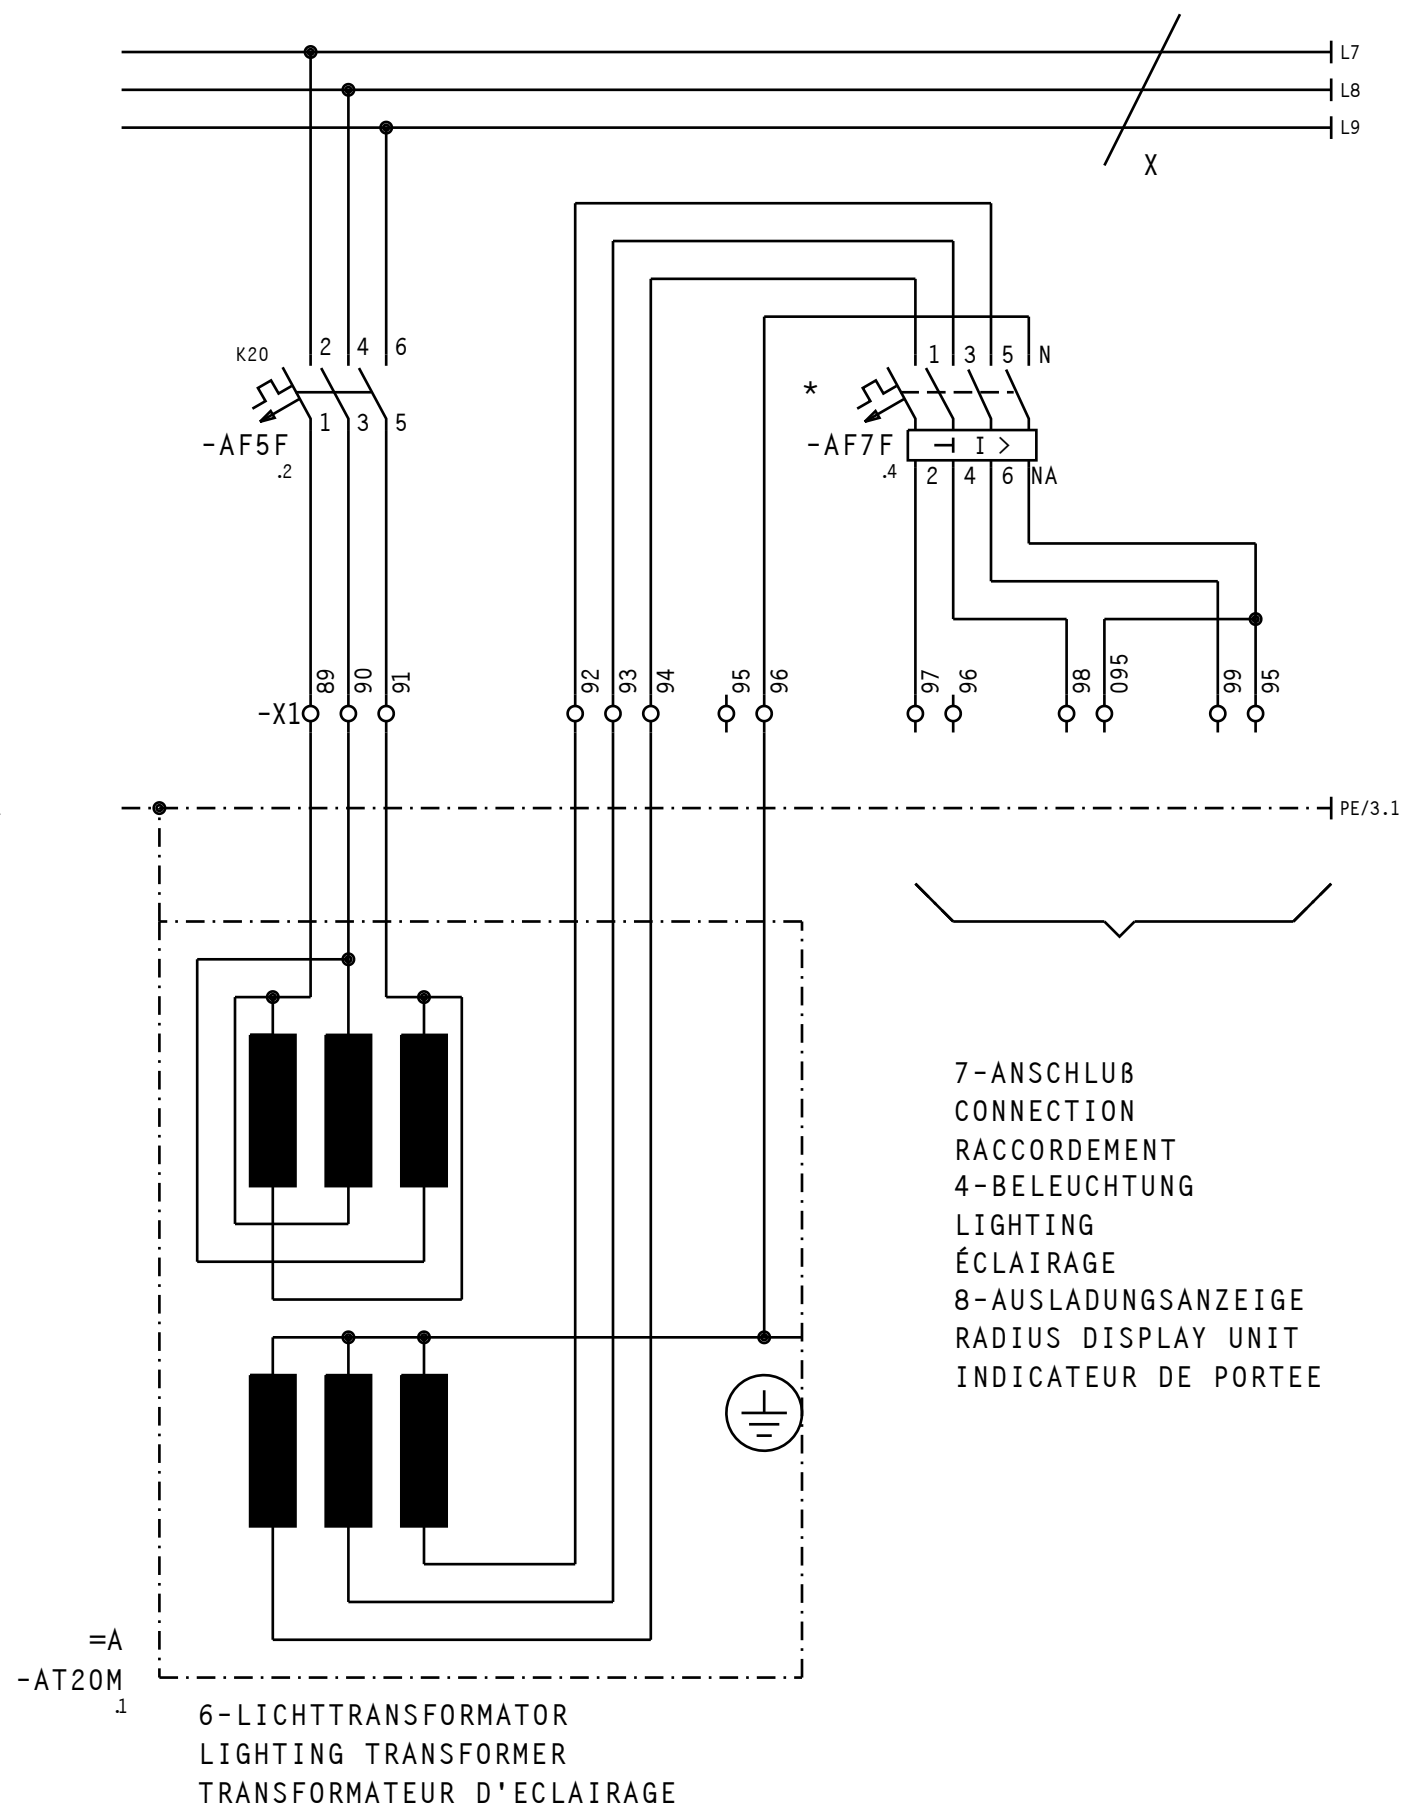 L7
L8
L9
X
K20
2 4 6
1 3 5
-AF5F
.2
*
1 3 5 N
-AF7F
I >
.4
2 4 6 NA
89 90 91 92 93 94 95 96 97 96 98 095 99 95
-X1
PE/3.1
7-ANSCHLUß
CONNECTION
RACCORDEMENT
4-BELEUCHTUNG
LIGHTING
ÉCLAIRAGE
8-AUSLADUNGSANZEIGE
RADIUS DISPLAY UNIT
INDICATEUR DE PORTEE
=A
-AT20M
.1
6-LICHTTRANSFORMATOR
LIGHTING TRANSFORMER
TRANSFORMATEUR D'ECLAIRAGE